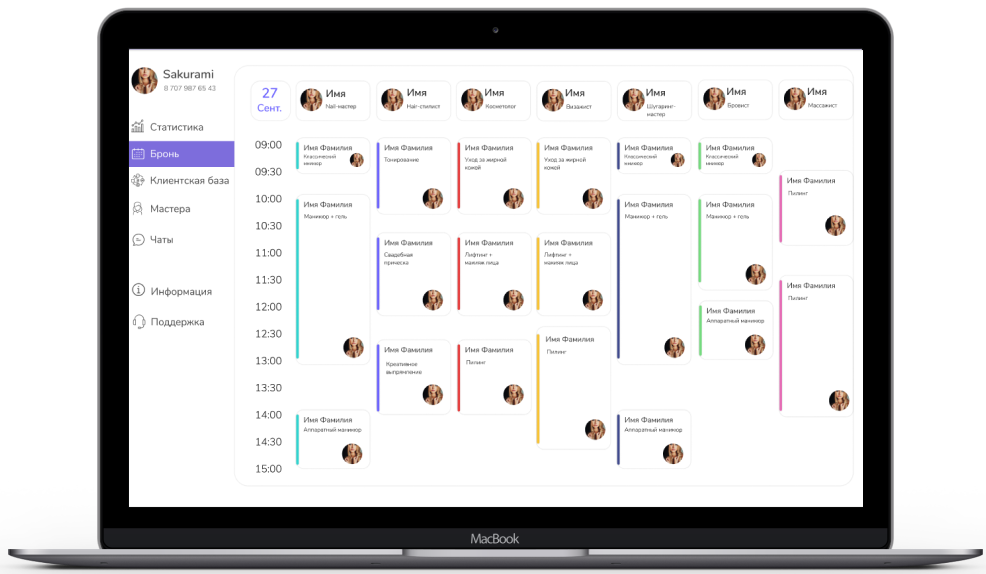 Sakurami
8 707 987 65 43
Статистика
Бронь
Клиентская база
Мастера
Чаты
Информация
Поддержка
27
Сент.
Имя
Nail-мастер
Имя
Hair-стилист
Имя
Косметолог
Имя
Визажист
Имя
Шугаринг-
мастер
Имя
Бровист
Имя
Массажист
09:00
09:30
10:00
10:30
11:00
11:30
12:00
12:30
13:00
13:30
14:00
14:30
15:00
Имя Фамилия
Классический
маникюр
Имя Фамилия
Маникюр + гель
Имя Фамилия
Аппаратный маникюр
Имя Фамилия
Тонирование
Имя Фамилия
Свадебная
прическа
Имя Фамилия
Креативное
выпрямление
Имя Фамилия
Уход за жирной
кожей
Имя Фамилия
Лифтинг +
макияж лица
Имя Фамилия
Пилинг
Имя Фамилия
Уход за жирной
кожей
Имя Фамилия
Лифтинг +
макияж лица
Имя Фамилия
Пилинг
Имя Фамилия
Классический
маникюр
Имя Фамилия
Маникюр + гель
Имя Фамилия
Аппаратный маникюр
Имя Фамилия
Классический
маникюр
Имя Фамилия
Маникюр + гель
Имя Фамилия
Аппаратный маникюр
Имя Фамилия
Пилинг
Имя Фамилия
Пилинг
MacBook